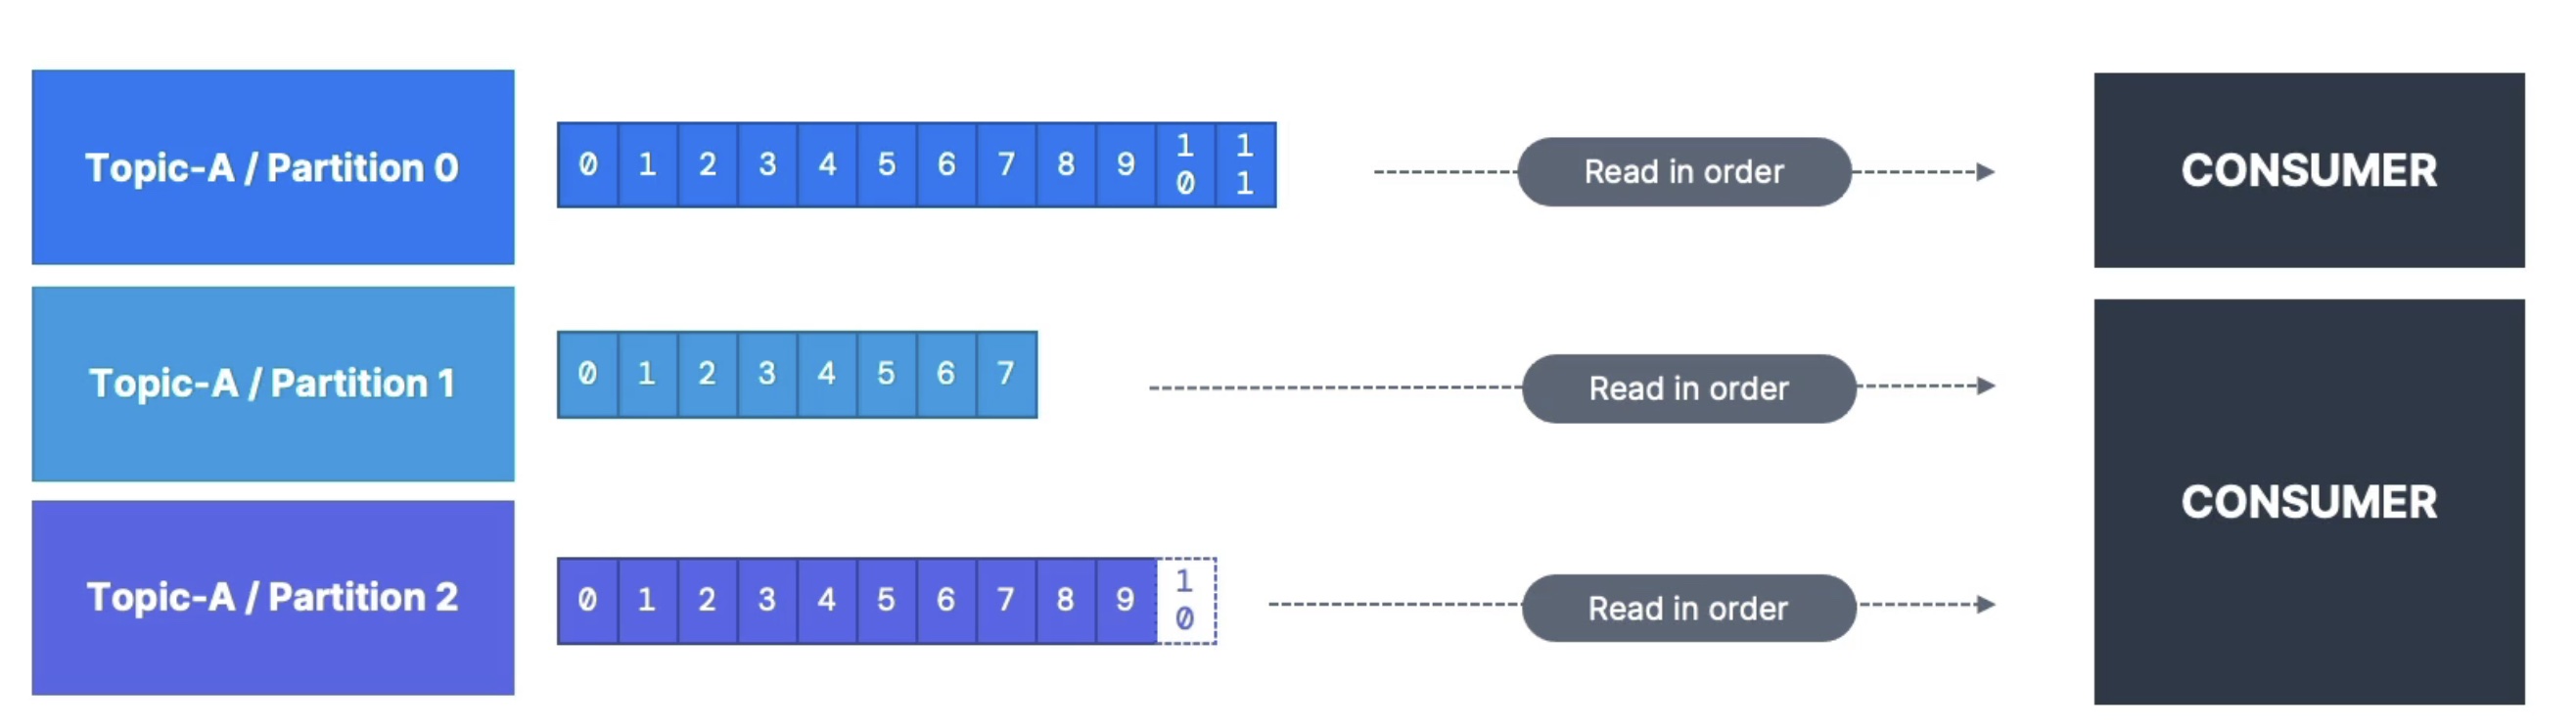 Topic-A / Partition 0
0 1 2 3 4 5 6 7 8 9 10 11
Read in order
CONSUMER
Topic-A / Partition 1
0 1 2 3 4 5 6 7
Read in order
CONSUMER
Topic-A / Partition 2
0 1 2 3 4 5 6 7 8 9 10
Read in order